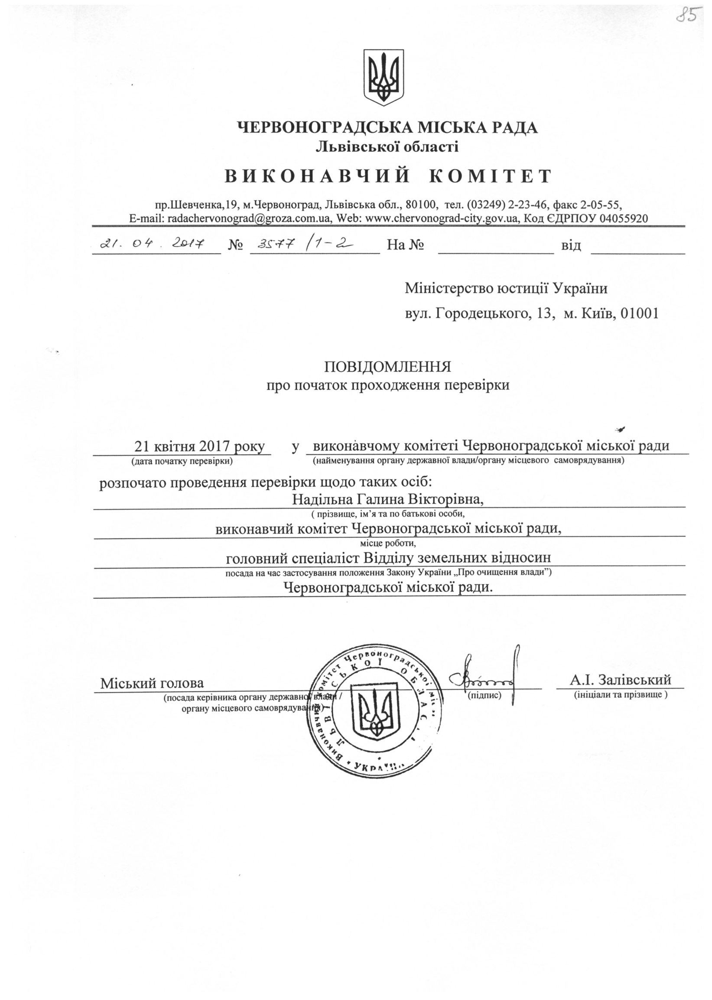 85
ЧЕРВОНОГРАДСЬКА МІСЬКА РАДА
Львівської області
ВИКОНАВЧИЙ КОМІТЕТ
пр.Шевченка,19, м.Червоноград, Львівська обл., 80100, тел. (03249) 2-23-46, факс 2-05-55,
E-mail: radachervonograd@groza.com.ua, Web: www.chervonograd-city.gov.ua, Код ЄДРПОУ 04055920
21. 04 . 2017 № 3577 /1-2 На № від
Міністерство юстиції України
вул. Городецького, 13, м. Київ, 01001
ПОВІДОМЛЕННЯ
про початок проходження перевірки
21 квітня 2017 року у виконавчому комітеті Червоноградської міської ради
(дата початку перевірки) (найменування органу державної влади/органу місцевого самоврядування)
розпочато проведення перевірки щодо таких осіб:
Надільна Галина Вікторівна,
( прізвище, ім’я та по батькові особи,
виконавчий комітет Червоноградської міської ради,
місце роботи,
головний спеціаліст Відділу земельних відносин
посада на час застосування положення Закону України „Про очищення влади”)
Червоноградської міської ради.
Міський голова А.І. Залівський
(посада керівника органу державної влади / (підпис) (ініціали та прізвище )
органу місцевого самоврядування)
Виконавчий комітет Червоноградської
ЛЬВІВСЬКОЇ ОБЛАСТІ
* УКРАЇНА